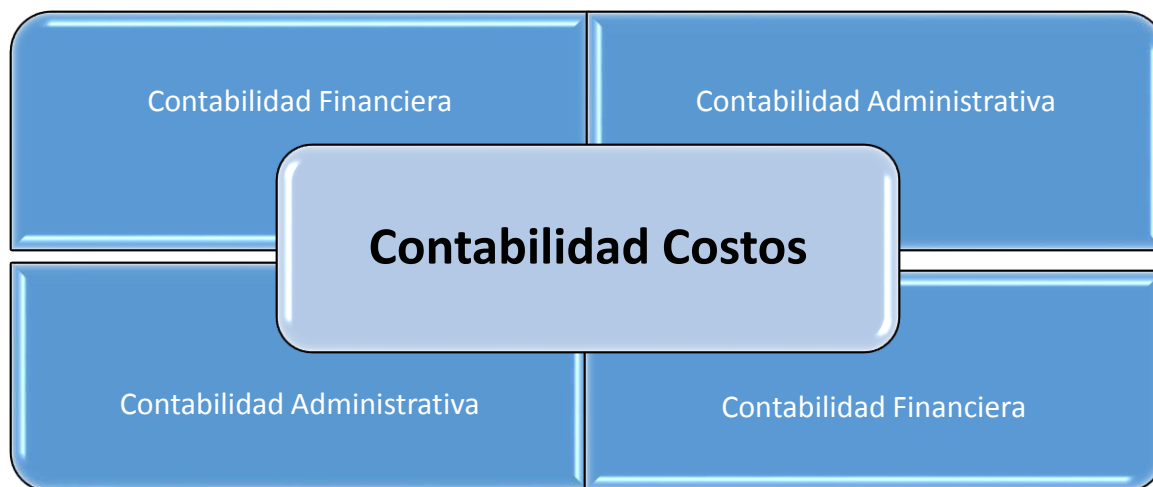 Contabilidad Financiera
Contabilidad Administrativa
Contabilidad Costos
Contabilidad Administrativa
Contabilidad Financiera